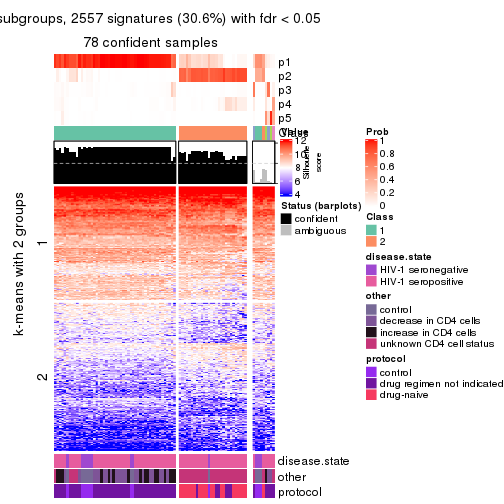 subgroups, 2557 signatures (30.6%) with fdr < 0.05
78 confident samples
p1
p2
p3
p4
p5
Class
Silhouette
score
1
2
k-means with 2 groups
Value
12
10
8
6
4
Status (barplots)
confident
ambiguous
Prob
1
0.8
0.6
0.4
0.2
0
Class
1
2
disease.state
HIV-1 seronegative
HIV-1 seropositive
other
control
decrease in CD4 cells
increase in CD4 cells
unknown CD4 cell status
protocol
control
drug regimen not indicated
drug-naive
disease.state
other
protocol